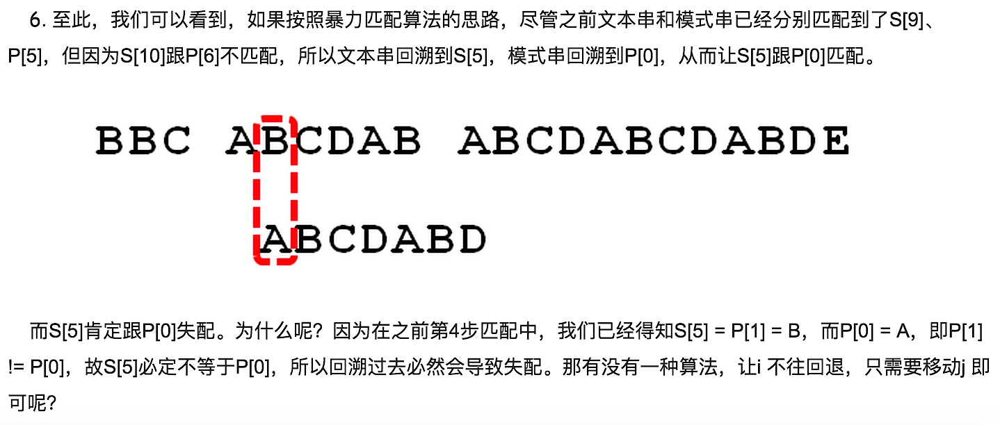 6. 至此，我们可以看到，如果按照暴力匹配算法的思路，尽管之前文本串和模式串已经分别匹配到了S[9]、
P[5]，但因为S[10]跟P[6]不匹配，所以文本串回溯到S[5]，模式串回溯到P[0]，从而让S[5]跟P[0]匹配。
BBC ABCDAB ABCDABCDABDE
ABCDABD
而S[5]肯定跟P[0]失配。为什么呢？因为在之前第4步匹配中，我们已经得知S[5] = P[1] = B，而P[0] = A，即P[1]
!= P[0]，故S[5]必定不等于P[0]，所以回溯过去必然会导致失配。那有没有一种算法，让i 不往回退，只需要移动j 即
可呢？